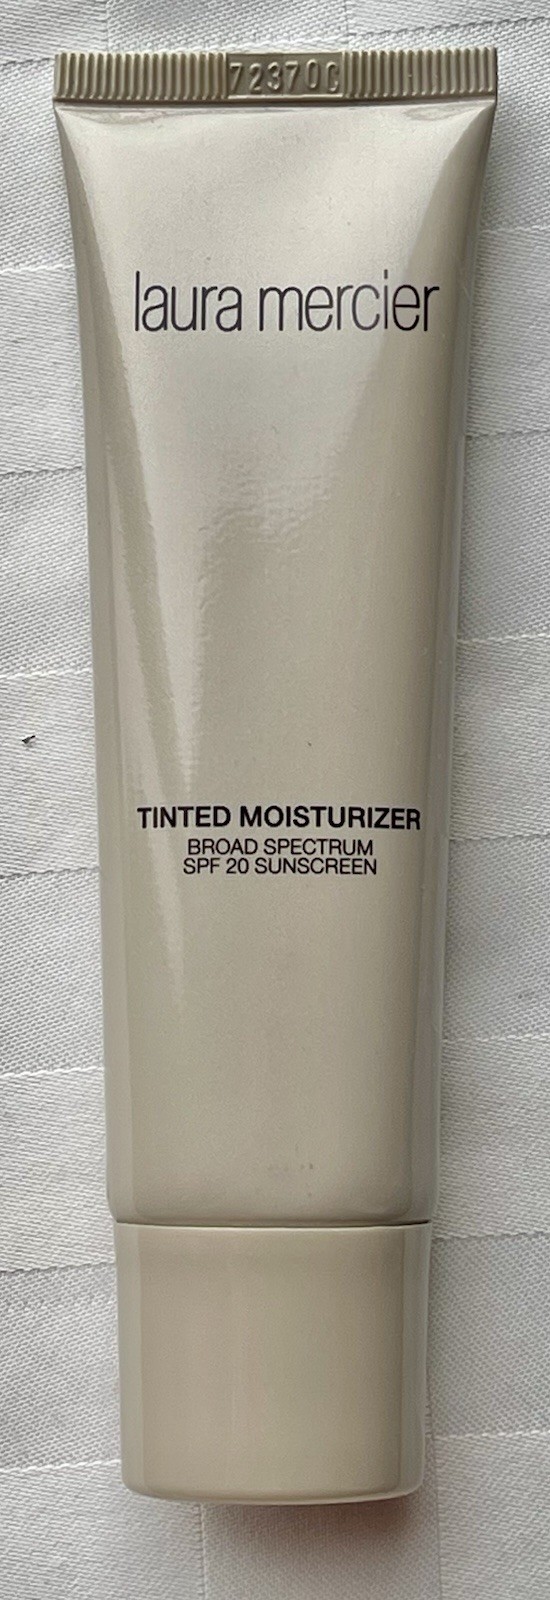 72370C
laura mercier
TINTED MOISTURIZER
BROAD SPECTRUM
SPF 20 SUNSCREEN